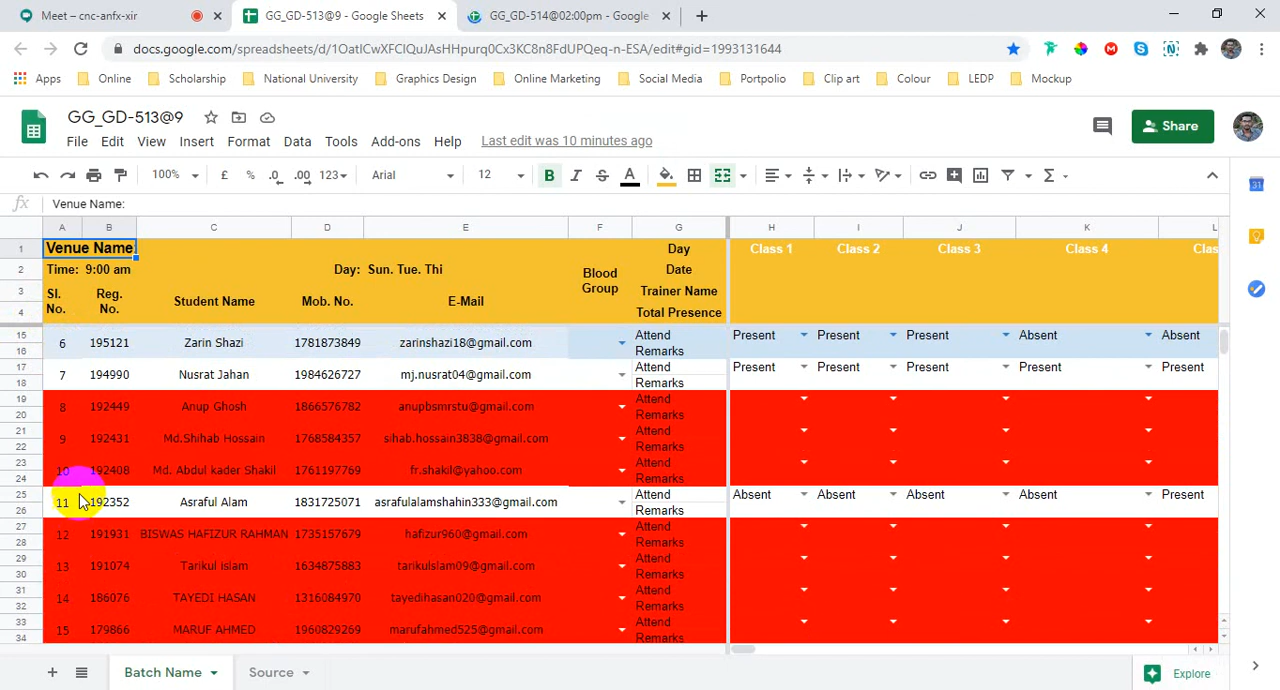 Meet – cnc-anfx-xir
GG_GD-513@9 - Google Sheets
GG_GD-514@02:00pm - Google
docs.google.com/spreadsheets/d/1OatICwXFCIQuJAsHHpurq0Cx3KC8n8FdUPQeq-n-ESA/edit#gid=1993131644
Apps Online Scholarship National University Graphics Design Online Marketing Social Media Portpolio Clip art Colour LEDP Mockup
GG_GD-513@9
File Edit View Insert Format Data Tools Add-ons Help Last edit was 10 minutes ago
Share
100% £ % .0 .00 123 Arial 12 B I S A Σ
fx Venue Name:
A B C D E F G H I J K L
1 Venue Name: Day Class 1 Class 2 Class 3 Class 4 Clas
2 Time: 9:00 am Day: Sun. Tue. Thi Blood Group Date
3 Sl. No. Reg. No. Student Name Mob. No. E-Mail Trainer Name
4 Total Presence
15 6 195121 Zarin Shazi 1781873849 zarinshazi18@gmail.com Attend Present Present Present Absent Absent
16 Remarks
17 7 194990 Nusrat Jahan 1984626727 mj.nusrat04@gmail.com Attend Present Present Present Present Present
18 Remarks
19 8 192449 Anup Ghosh 1866576782 anupbsmrstu@gmail.com Attend
20 Remarks
21 9 192431 Md.Shihab Hossain 1768584357 sihab.hossain3838@gmail.com Attend
22 Remarks
23 10 192408 Md. Abdul kader Shakil 1761197769 fr.shakil@yahoo.com Attend
24 Remarks
25 11 192352 Asraful Alam 1831725071 asrafulalamshahin333@gmail.com Attend Absent Absent Absent Absent Present
26 Remarks
27 12 191931 BISWAS HAFIZUR RAHMAN 1735157679 hafizur960@gmail.com Attend
28 Remarks
29 13 191074 Tarikul islam 1634875883 tarikulslam09@gmail.com Attend
30 Remarks
31 14 186076 TAYEDI HASAN 1316084970 tayedihasan020@gmail.com Attend
32 Remarks
33 15 179866 MARUF AHMED 1960829269 marufahmed525@gmail.com Attend
34 Remarks
Batch Name Source Explore